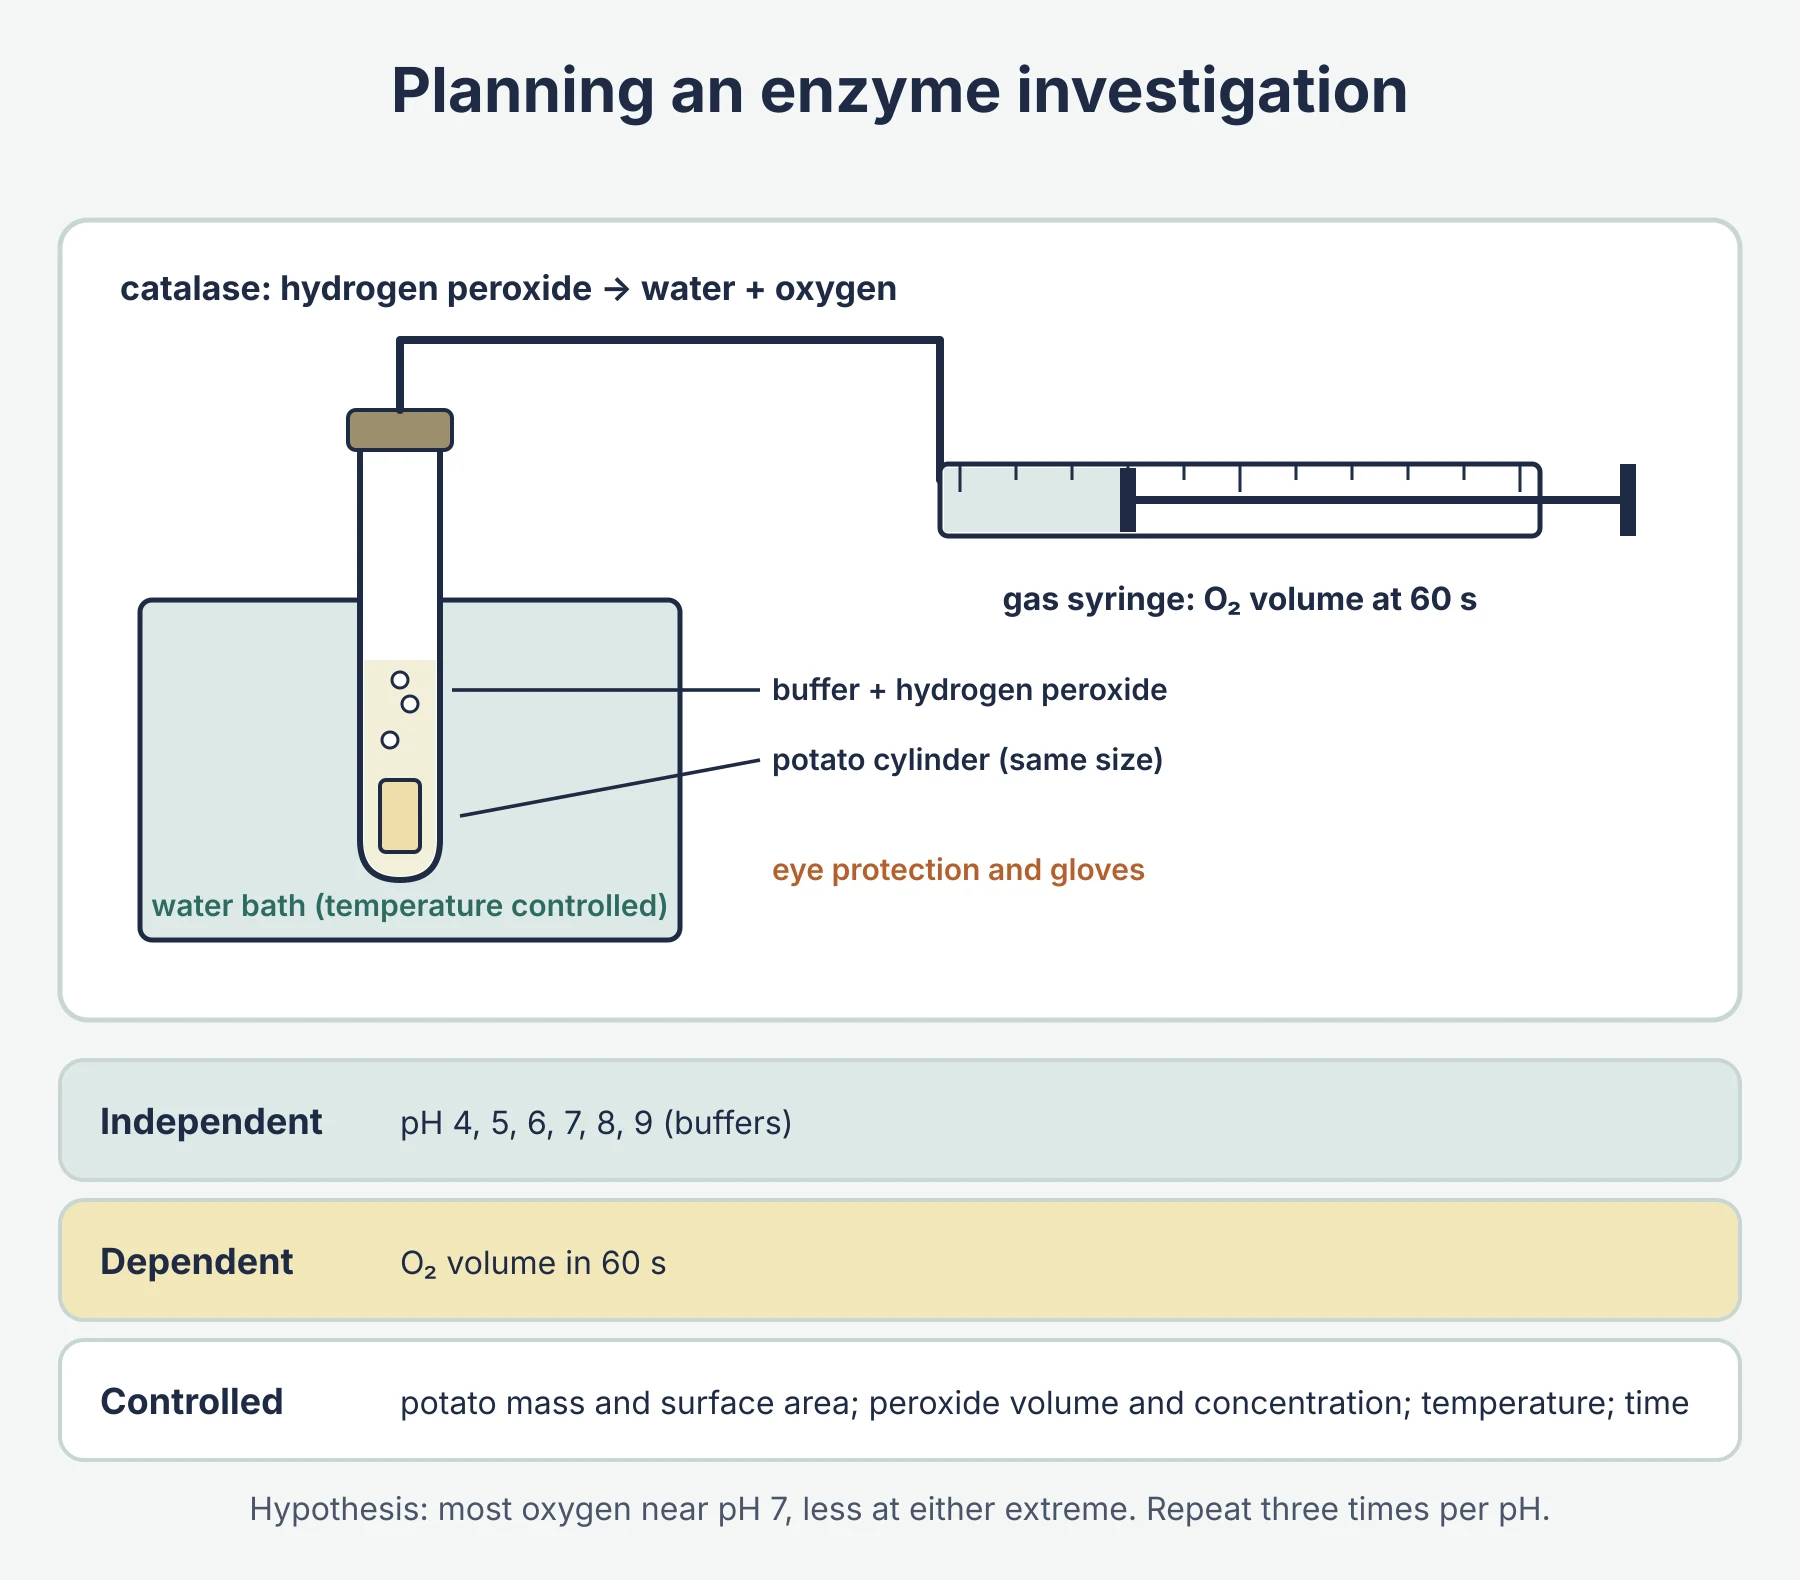 Planning an enzyme investigation
catalase: hydrogen peroxide → water + oxygen
gas syringe: O₂ volume at 60 s
buffer + hydrogen peroxide
potato cylinder (same size)
eye protection and gloves
water bath (temperature controlled)
Independent pH 4, 5, 6, 7, 8, 9 (buffers)
Dependent O₂ volume in 60 s
Controlled potato mass and surface area; peroxide volume and concentration; temperature; time
Hypothesis: most oxygen near pH 7, less at either extreme. Repeat three times per pH.